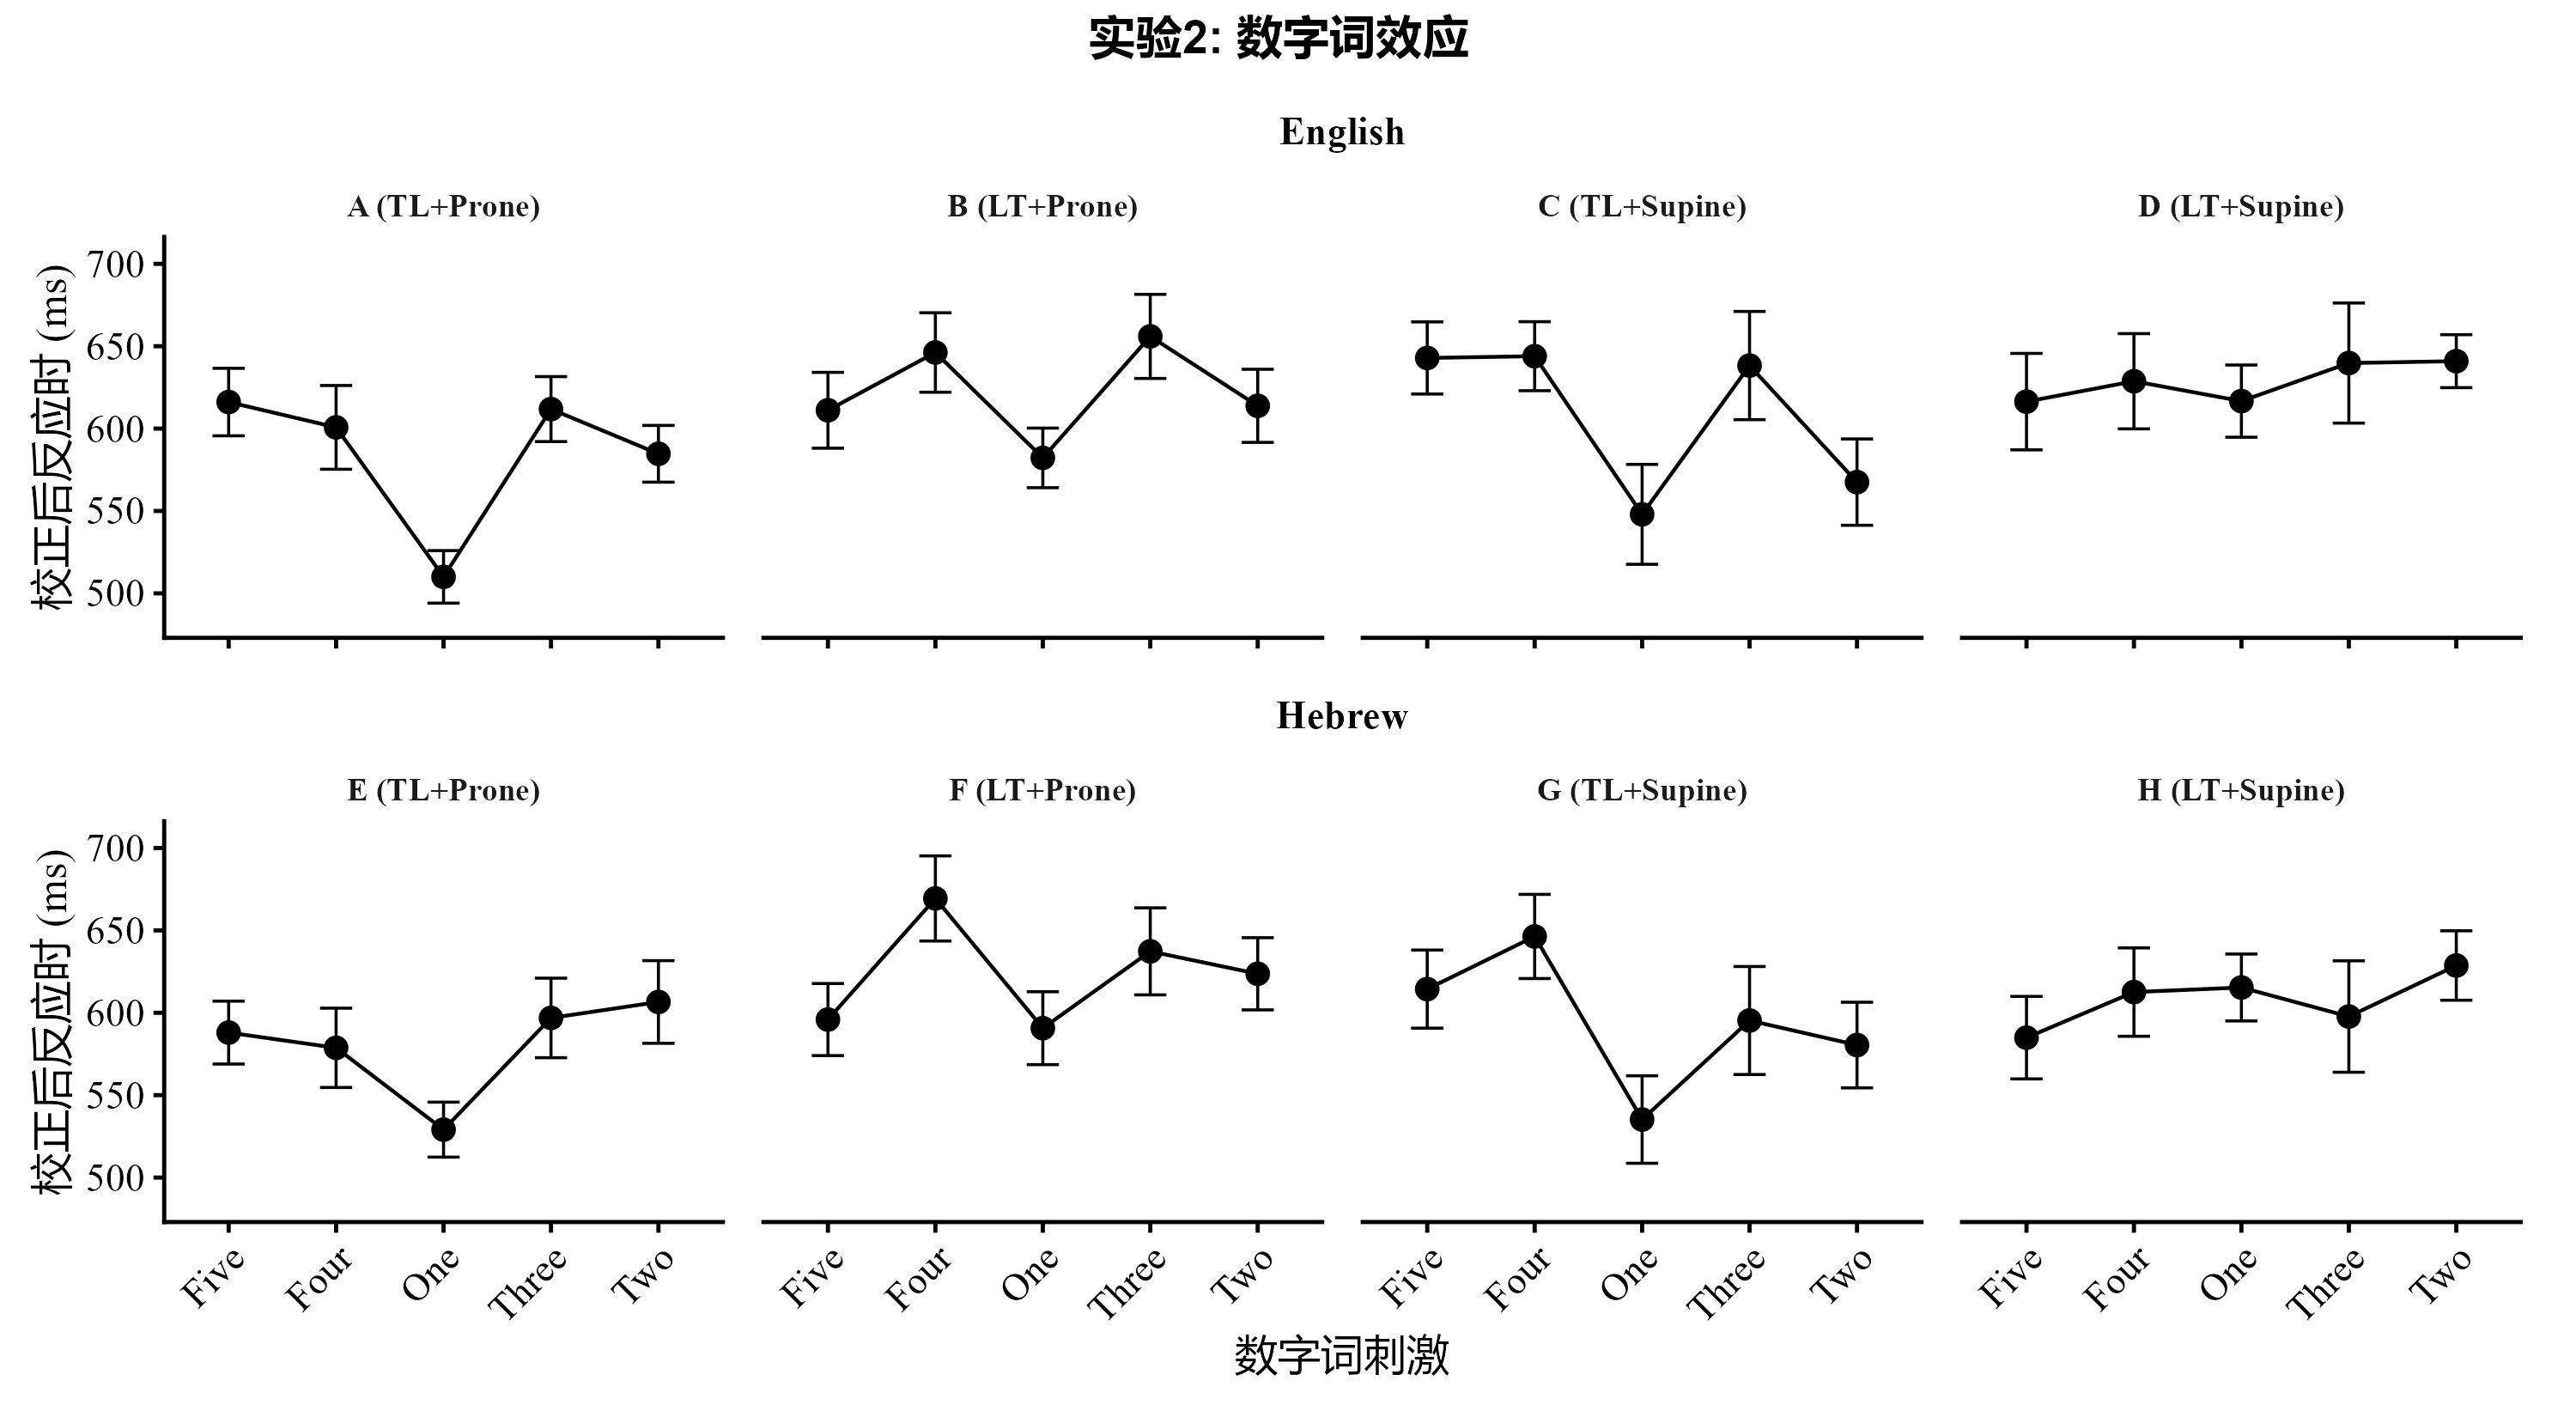 实验2: 数字词效应
English
A (TL+Prone)
B (LT+Prone)
C (TL+Supine)
D (LT+Supine)
校正后反应时 (ms)
700
650
600
550
500
Hebrew
E (TL+Prone)
F (LT+Prone)
G (TL+Supine)
H (LT+Supine)
校正后反应时 (ms)
700
650
600
550
500
Five Four One Three Two
Five Four One Three Two
Five Four One Three Two
Five Four One Three Two
数字词刺激